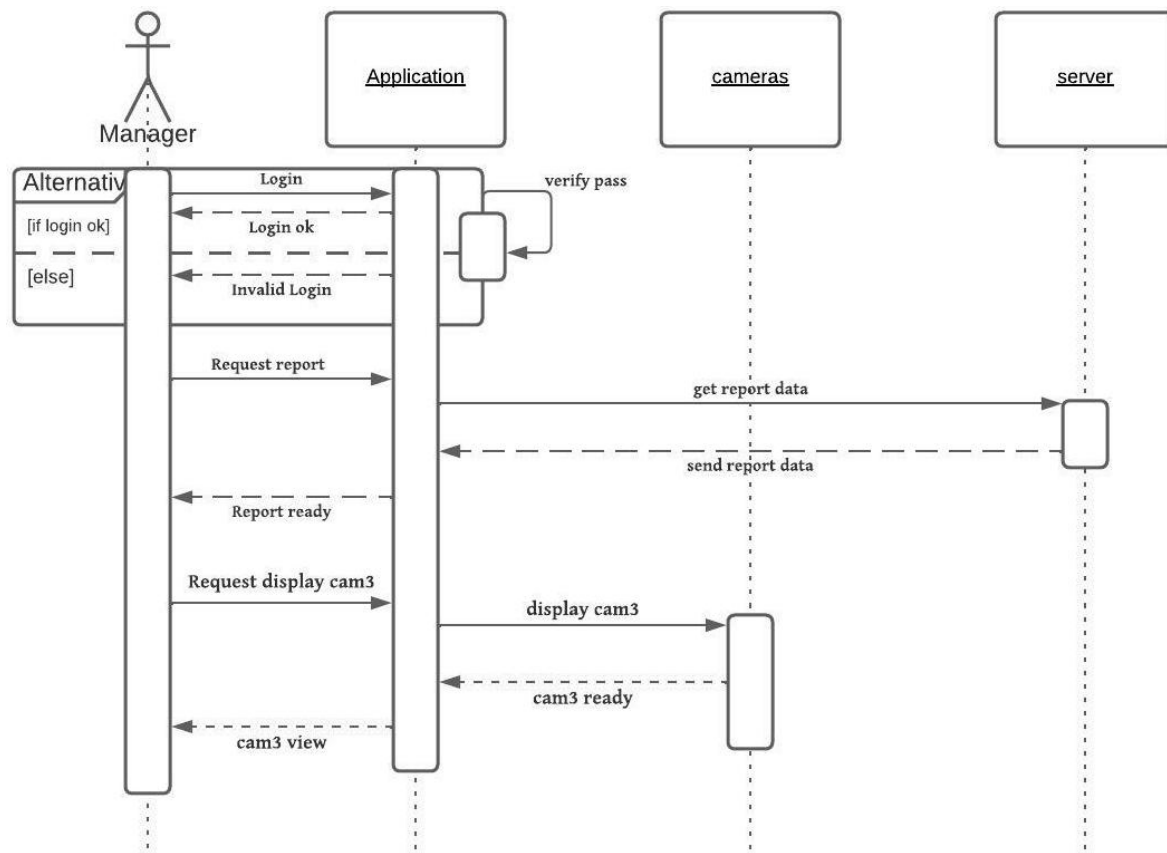 Application
cameras
server
Manager
Alternativ
Login
verify pass
[if login ok]
Login ok
[else]
Invalid Login
Request report
get report data
send report data
Report ready
Request display cam3
display cam3
cam3 ready
cam3 view